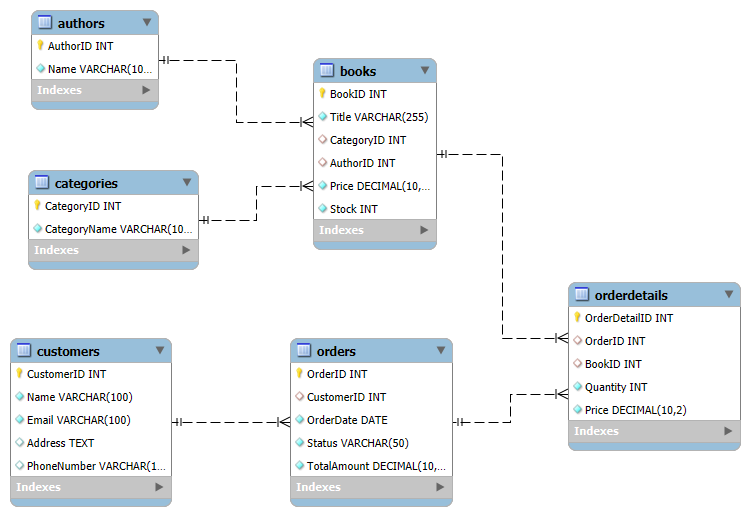 authors
AuthorID INT
Name VARCHAR(10...
Indexes
books
BookID INT
Title VARCHAR(255)
CategoryID INT
AuthorID INT
Price DECIMAL(10,...
Stock INT
Indexes
categories
CategoryID INT
CategoryName VARCHAR(10...
Indexes
orderdetails
OrderDetailID INT
OrderID INT
BookID INT
Quantity INT
Price DECIMAL(10,2)
Indexes
customers
CustomerID INT
Name VARCHAR(100)
Email VARCHAR(100)
Address TEXT
PhoneNumber VARCHAR(1...
Indexes
orders
OrderID INT
CustomerID INT
OrderDate DATE
Status VARCHAR(50)
TotalAmount DECIMAL(10,...
Indexes